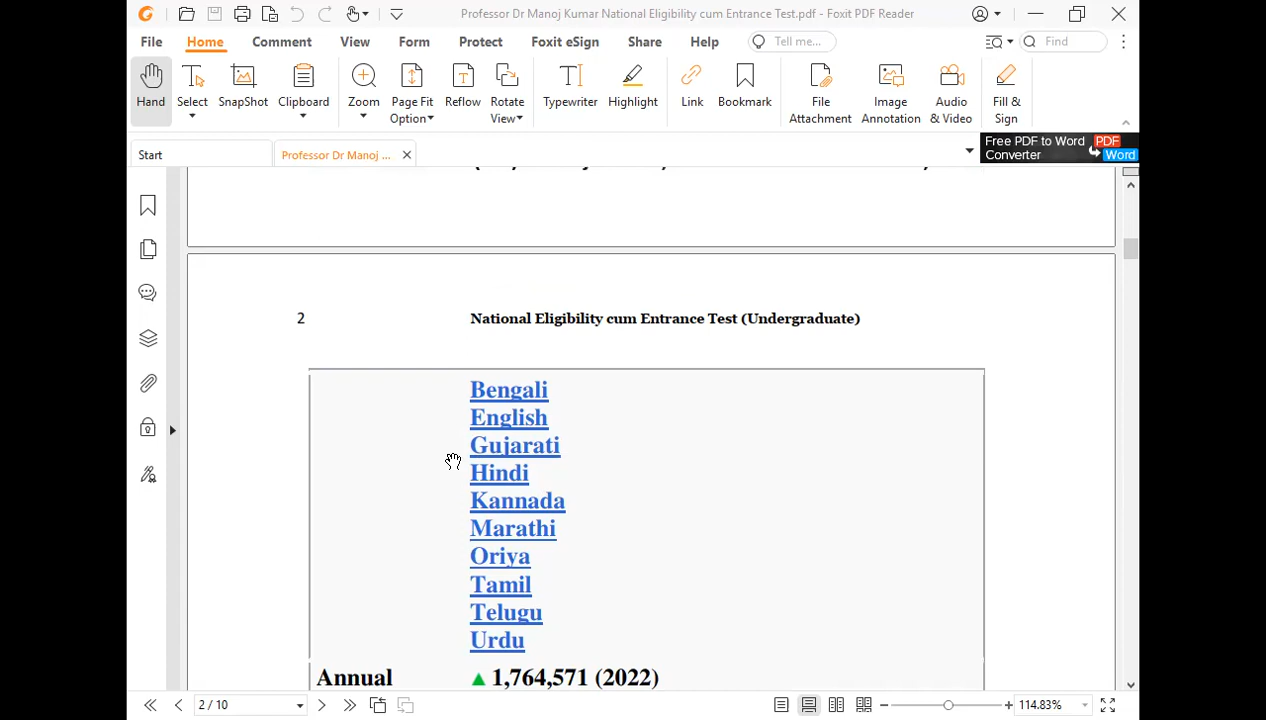 Professor Dr Manoj Kumar National Eligibility cum Entrance Test.pdf - Foxit PDF Reader
File Home Comment View Form Protect Foxit eSign Share Help Tell me... Find
Hand Select SnapShot Clipboard Zoom Page Fit Option Reflow Rotate View Typewriter Highlight Link Bookmark File Attachment Image Annotation Audio & Video Fill & Sign
Start Professor Dr Manoj ... Free PDF to Word Converter PDF Word
2 National Eligibility cum Entrance Test (Undergraduate)
Bengali
English
Gujarati
Hindi
Kannada
Marathi
Oriya
Tamil
Telugu
Urdu
Annual ▲ 1,764,571 (2022)
2 / 10 114.83%